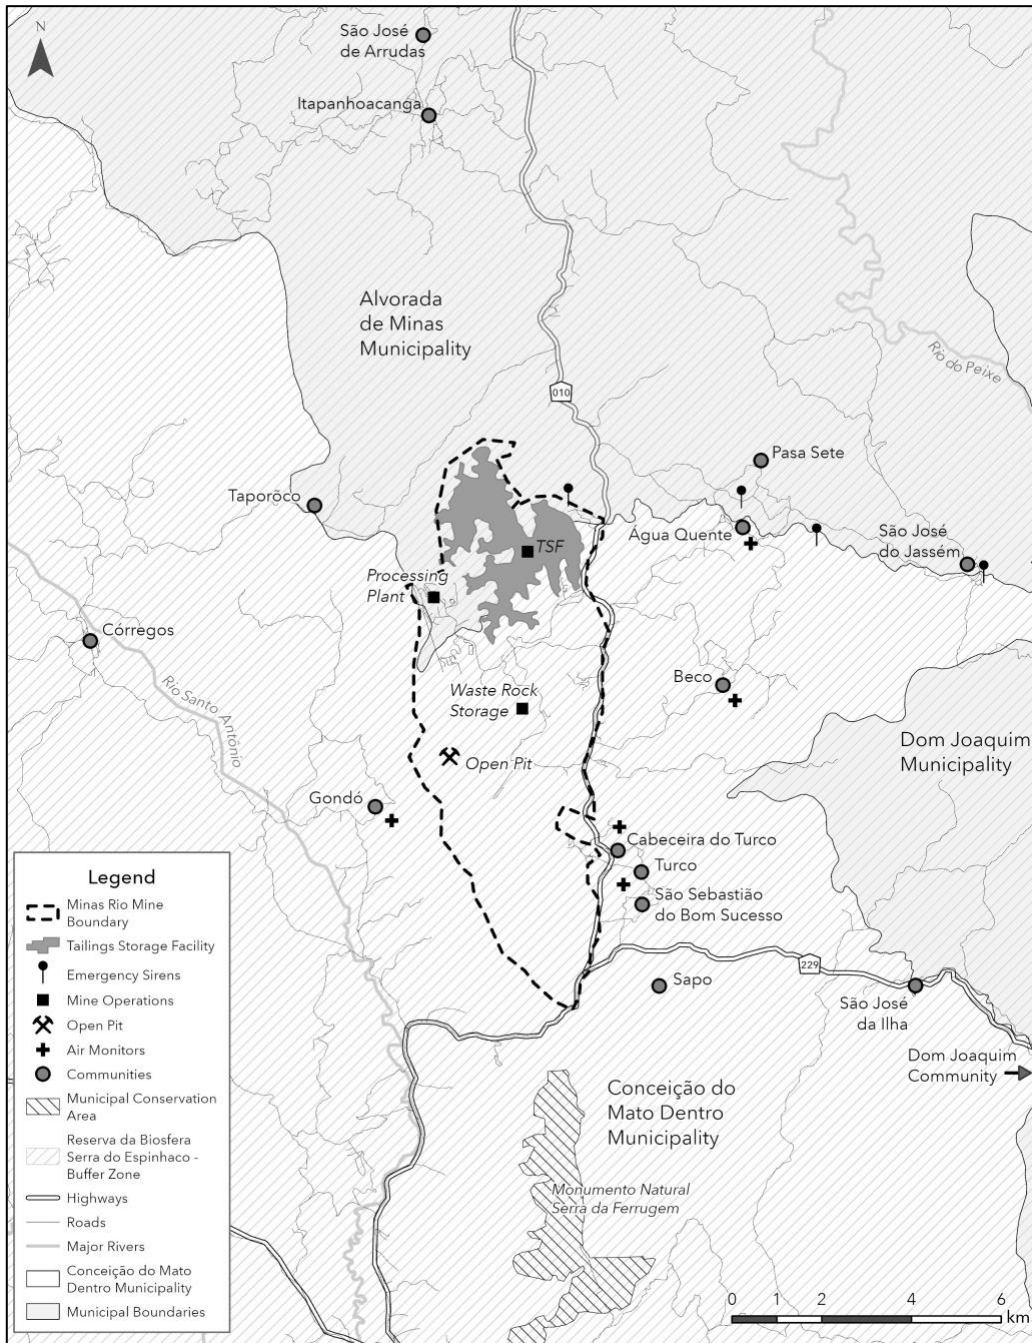 N
São José
de Arrudas
Itapanhoacanga
Alvorada
de Minas
Municipality
Rio do Peixe
010
Pasa Sete
Taporōco
Água Quente
São José
do Jassém
TSF
Processing
Plant
Córregos
Rio Santo Antônio
Beco
Waste Rock
Storage
Dom Joaquim
Municipality
Open Pit
Gondó
Cabeceira do Turco
Turco
São Sebastião
do Bom Sucesso
229
Sapo
São José
da Ilha
Dom Joaquim
Community
Conceição do
Mato Dentro
Municipality
Monumento Natural
Serra da Ferrugem
Legend
Minas Rio Mine
Boundary
Tailings Storage Facility
Emergency Sirens
Mine Operations
Open Pit
Air Monitors
Communities
Municipal Conservation
Area
Reserva da Biosfera
Serra do Espinhaco -
Buffer Zone
Highways
Roads
Major Rivers
Conceição do Mato
Dentro Municipality
Municipal Boundaries
0 1 2 4 6
km